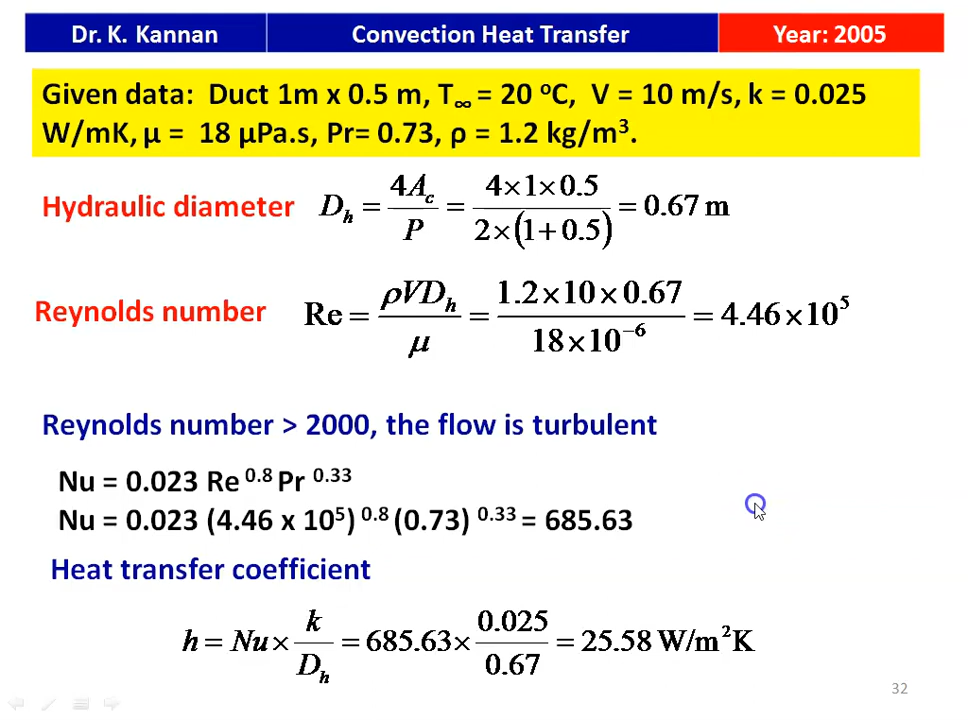 Dr. K. Kannan Convection Heat Transfer Year: 2005
Given data: Duct 1m x 0.5 m, T∞ = 20 ᵒC, V = 10 m/s, k = 0.025
W/mK, μ = 18 μPa.s, Pr= 0.73, ρ = 1.2 kg/m³.
Hydraulic diameter D_h = 4A_c / P = 4×1×0.5 / 2×(1+0.5) = 0.67 m
Reynolds number Re = ρVD_h / μ = 1.2×10×0.67 / 18×10⁻⁶ = 4.46×10⁵
Reynolds number > 2000, the flow is turbulent
Nu = 0.023 Re ^0.8 Pr ^0.33
Nu = 0.023 (4.46 x 10⁵) ^0.8 (0.73) ^0.33 = 685.63
Heat transfer coefficient
h = Nu × k / D_h = 685.63 × 0.025 / 0.67 = 25.58 W/m²K
32